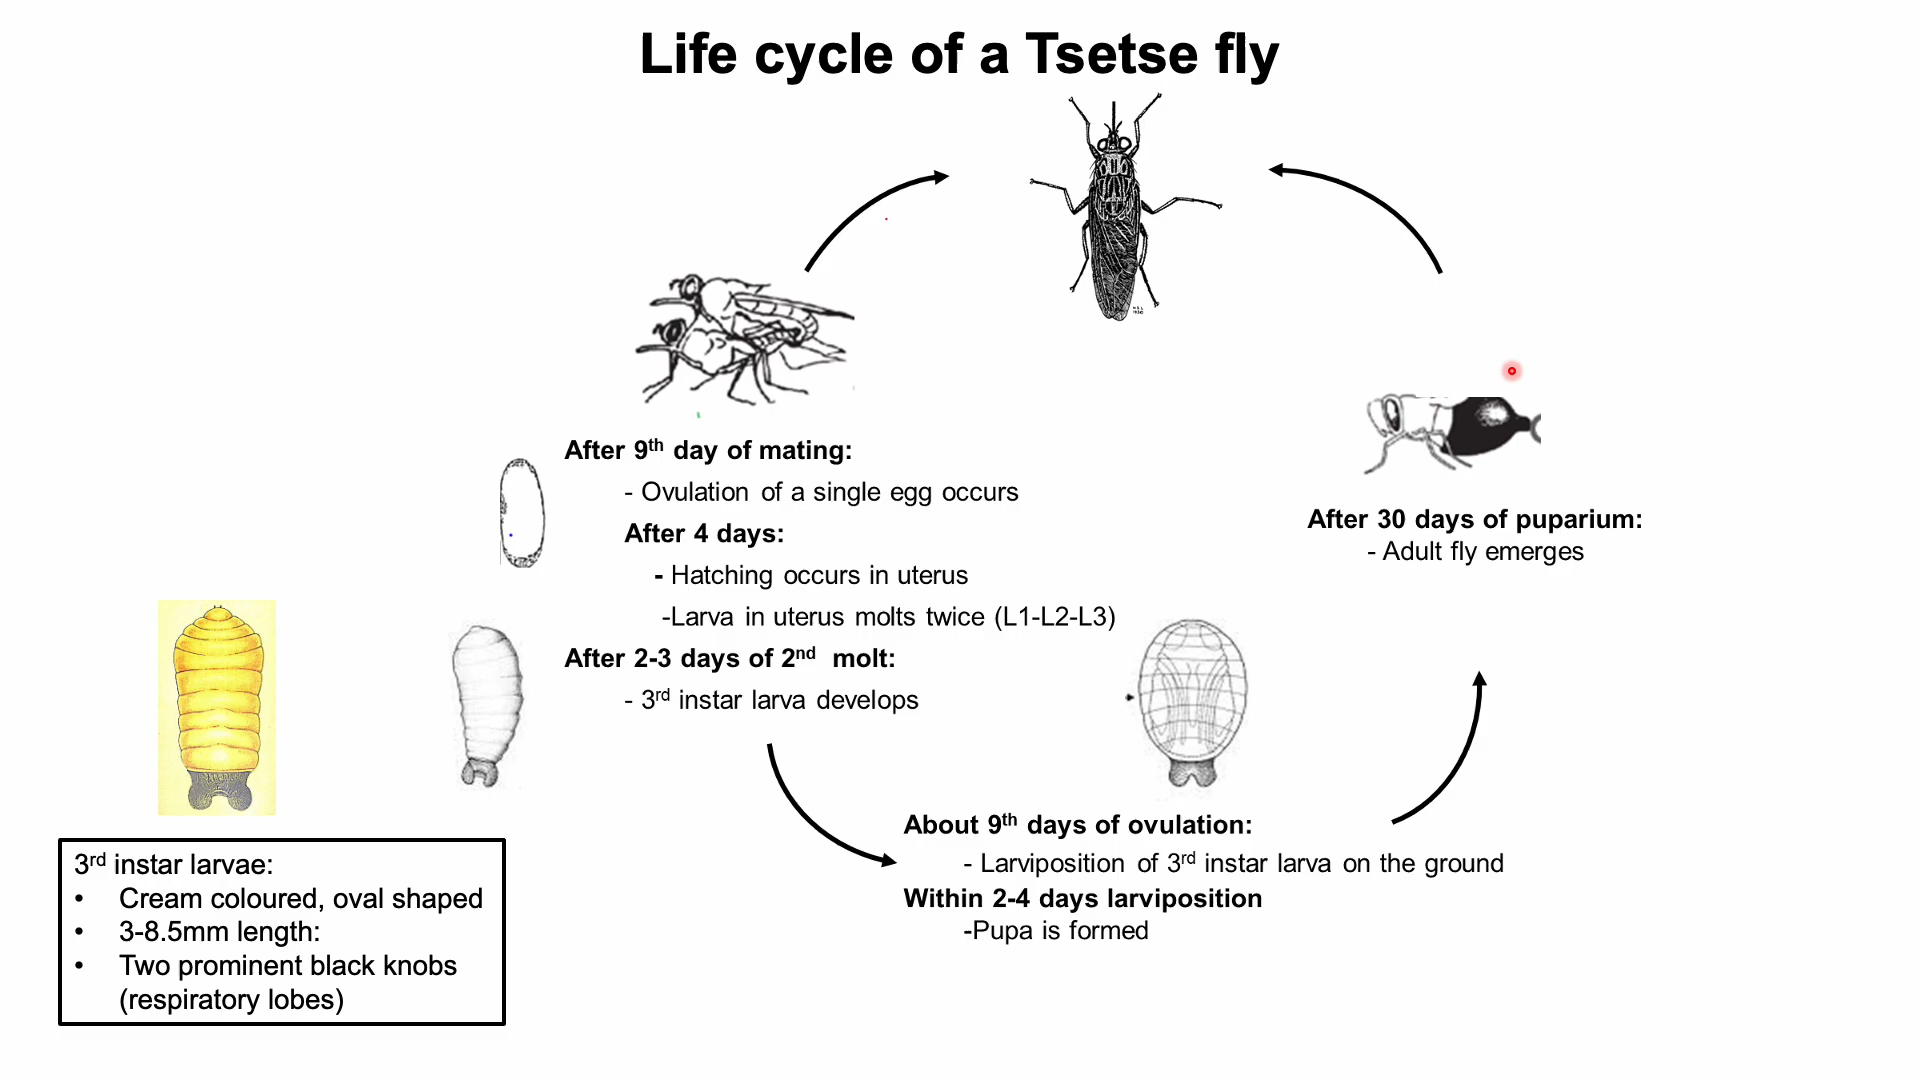 Life cycle of a Tsetse fly
After 9th day of mating:
- Ovulation of a single egg occurs
After 4 days:
- Hatching occurs in uterus
-Larva in uterus molts twice (L1-L2-L3)
After 2-3 days of 2nd molt:
- 3rd instar larva develops
After 30 days of puparium:
- Adult fly emerges
About 9th days of ovulation:
- Larviposition of 3rd instar larva on the ground
Within 2-4 days larviposition
-Pupa is formed
3rd instar larvae:
• Cream coloured, oval shaped
• 3-8.5mm length:
• Two prominent black knobs
(respiratory lobes)